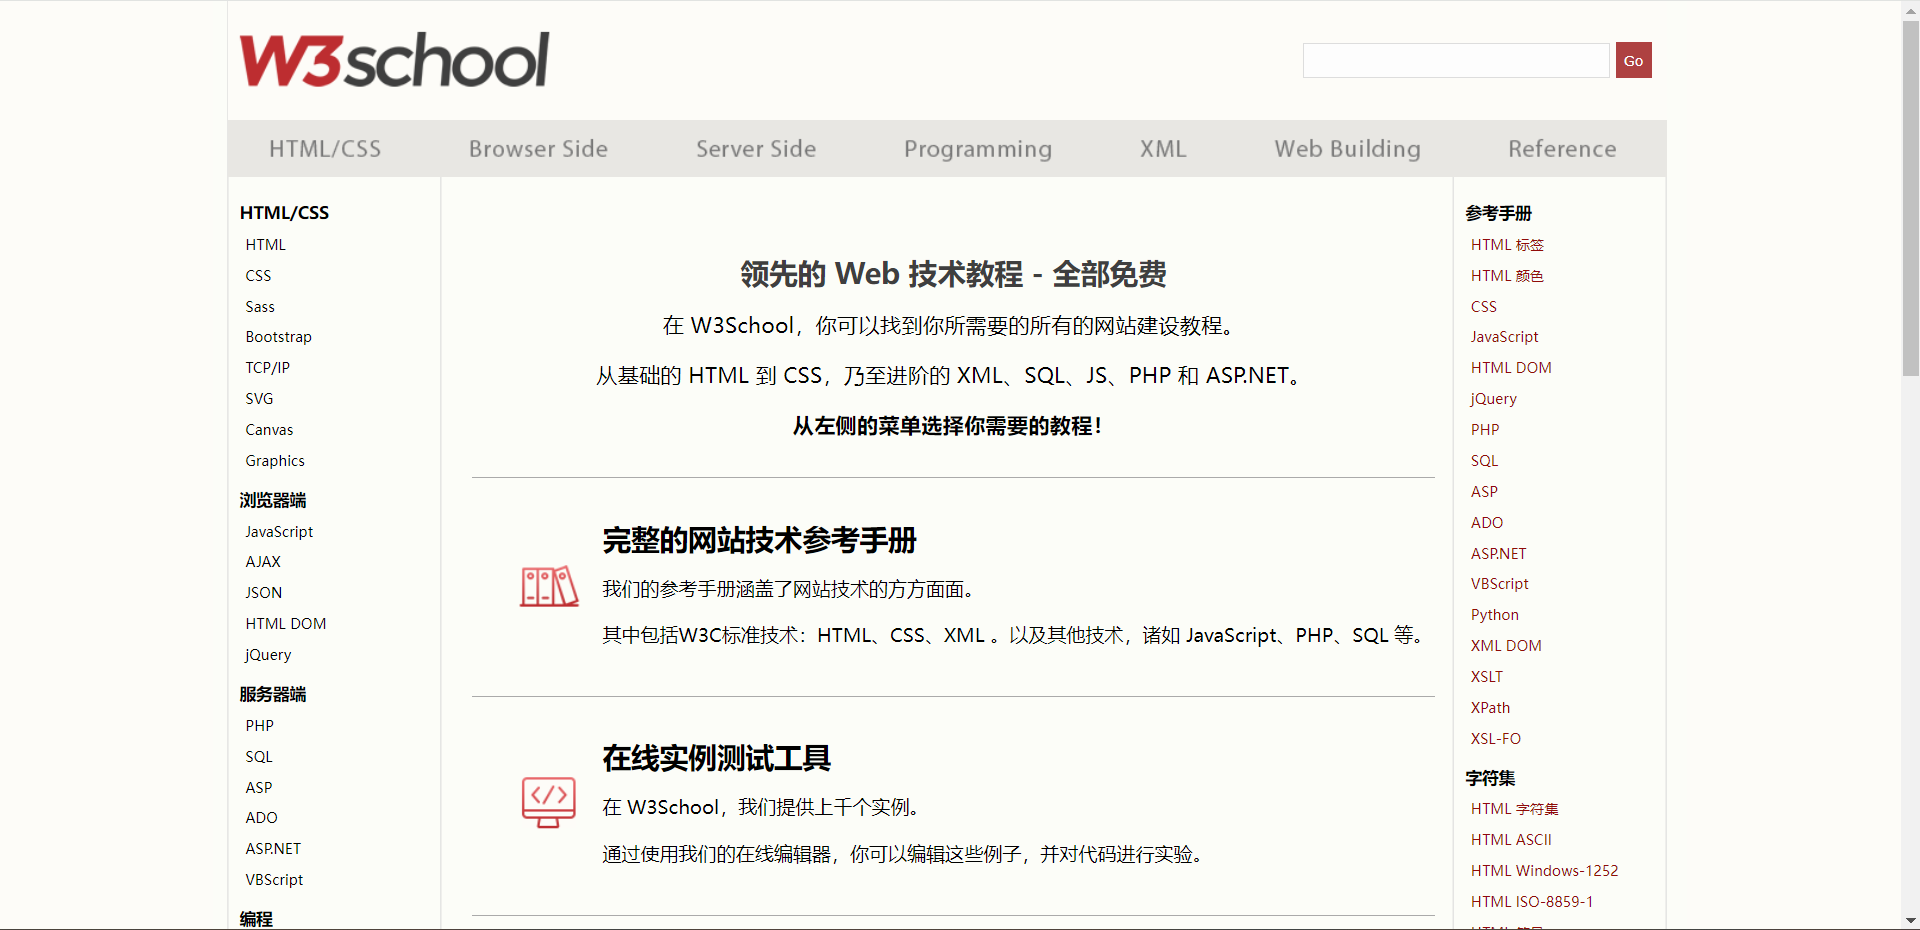 W3school
Go
HTML/CSS
Browser Side
Server Side
Programming
XML
Web Building
Reference
HTML/CSS
HTML
CSS
Sass
Bootstrap
TCP/IP
SVG
Canvas
Graphics
浏览器端
JavaScript
AJAX
JSON
HTML DOM
jQuery
服务器端
PHP
SQL
ASP
ADO
ASP.NET
VBScript
编程
领先的 Web 技术教程 - 全部免费
在 W3School，你可以找到你所需要的所有的网站建设教程。
从基础的 HTML 到 CSS，乃至进阶的 XML、SQL、JS、PHP 和 ASP.NET。
从左侧的菜单选择你需要的教程！
完整的网站技术参考手册
我们的参考手册涵盖了网站技术的方方面面。
其中包括W3C标准技术：HTML、CSS、XML 。以及其他技术，诸如 JavaScript、PHP、SQL 等。
在线实例测试工具
在 W3School，我们提供上千个实例。
通过使用我们的在线编辑器，你可以编辑这些例子，并对代码进行实验。
参考手册
HTML 标签
HTML 颜色
CSS
JavaScript
HTML DOM
jQuery
PHP
SQL
ASP
ADO
ASP.NET
VBScript
Python
XML DOM
XSLT
XPath
XSL-FO
字符集
HTML 字符集
HTML ASCII
HTML Windows-1252
HTML ISO-8859-1